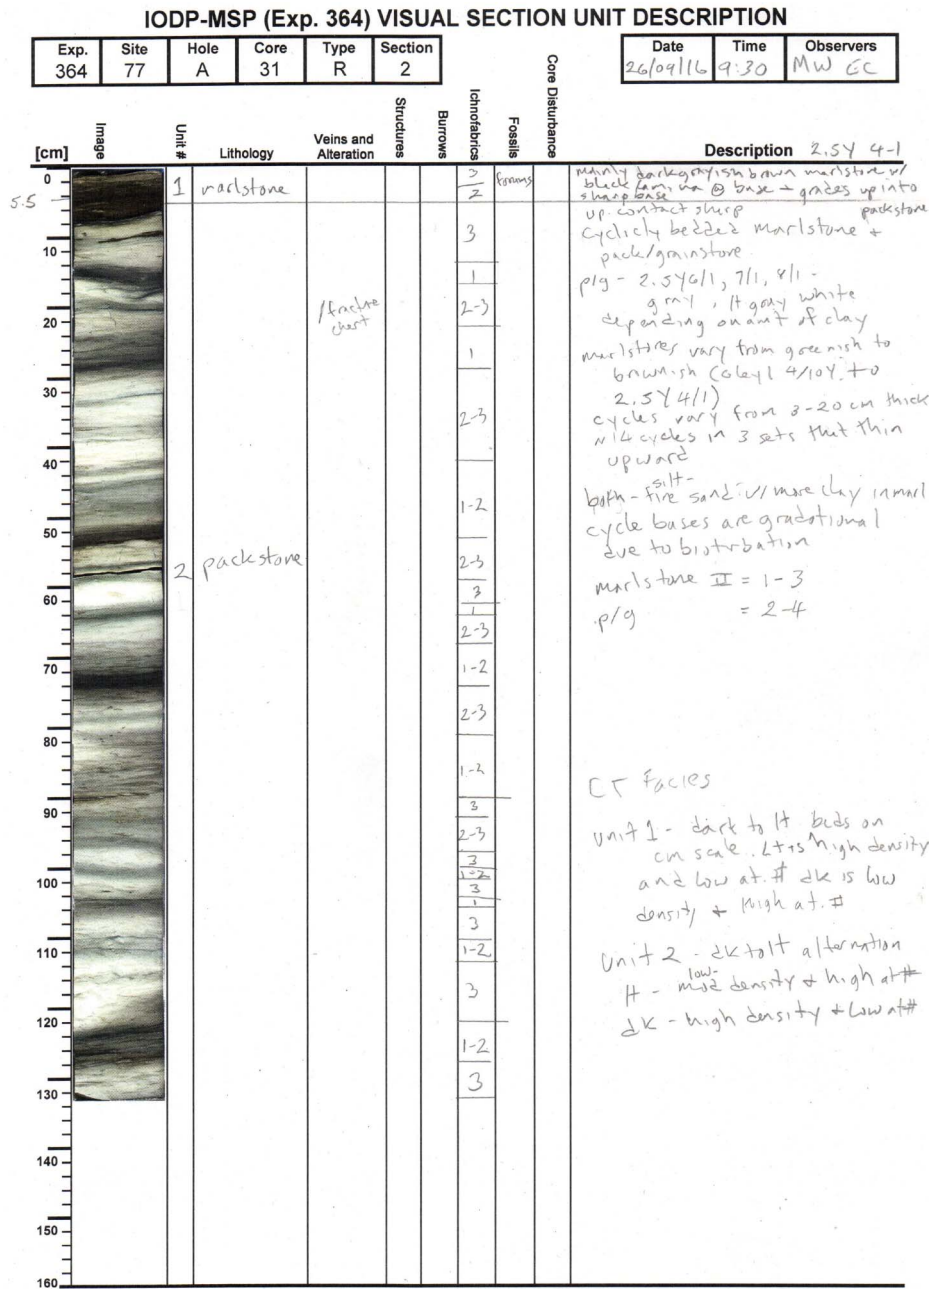 IODP-MSP (Exp. 364) VISUAL SECTION UNIT DESCRIPTION
Exp. Site Hole Core Type Section
364 77 A 31 R 2
Date Time Observers
26/09/16 9:30 MW EC
[cm]
Image
Unit #
Lithology
Veins and Alteration
Structures
Burrows
Ichnofabrics
Fossils
Core Disturbance
Description 2.5Y 4-1
0
5.5
10
20
30
40
50
60
70
80
90
100
110
120
130
140
150
160
1 marlstone
2 packstone
/fracture
chert
3
2
3
1
2-3
1
2-3
1-2
2-3
3
1
2-3
1-2
2-3
1-2
3
2-3
3
1-2
3
1
3
1-2
3
1-2
3
forams
mainly dark grayish brown marlstone w/
black lamina @ base + grades up into
sharp base packstone
up. contact sharp
cyclicly bedded marlstone +
pack/grainstone
p/g - 2.5Y6/1, 7/1, 8/1 -
gray, lt gray white
depending on amt of clay
marlstones vary from greenish to
brownish (Gley1 4/10Y to
2.5Y 4/1)
cycles vary from 3-20 cm thick
~14 cycles in 3 sets that thin
upward
both - silt- fine sand w/ more clay in marl
cycle bases are gradational
due to bioturbation
marlstone II = 1-3
p/g = 2-4
CT Facies
unit 1 - dark to lt beds on
cm scale. Lt is high density
and low at. # dk is low
density + high at. #
Unit 2 - dk to lt alternation
lt - low- mod density + high at #
dk - high density + low at #